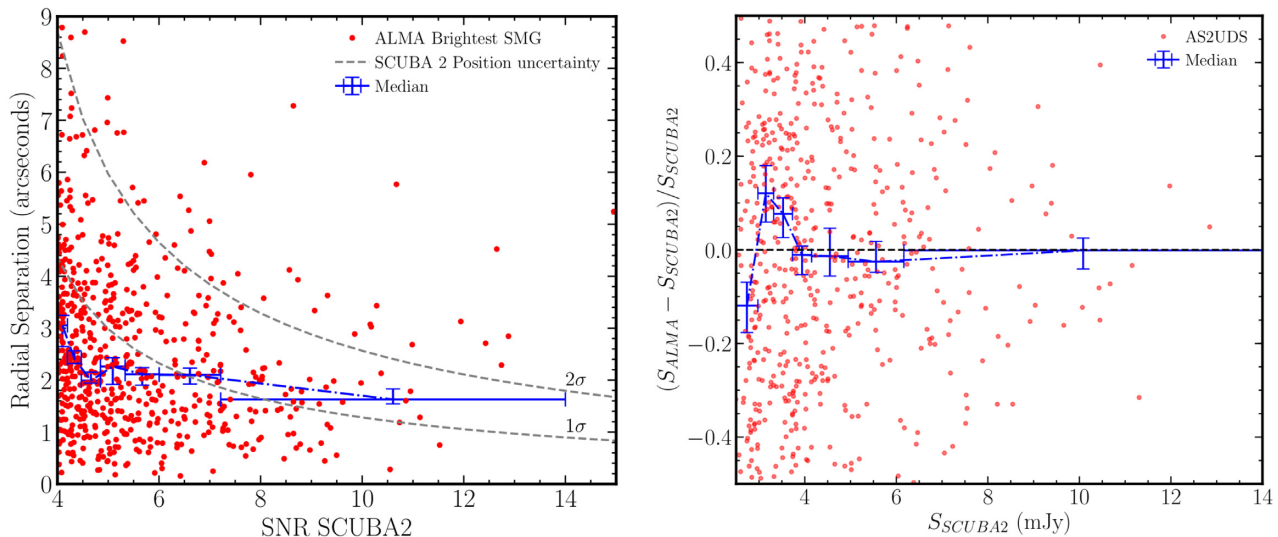 9
8
7
6
5
4
3
2
1
0
Radial Separation (arcseconds)
ALMA Brightest SMG
SCUBA 2 Position uncertainty
Median
2σ
1σ
4 6 8 10 12 14
SNR SCUBA2
0.4
0.2
0.0
−0.2
−0.4
(S_ALMA − S_SCUBA2)/S_SCUBA2
AS2UDS
Median
4 6 8 10 12 14
S_SCUBA2 (mJy)